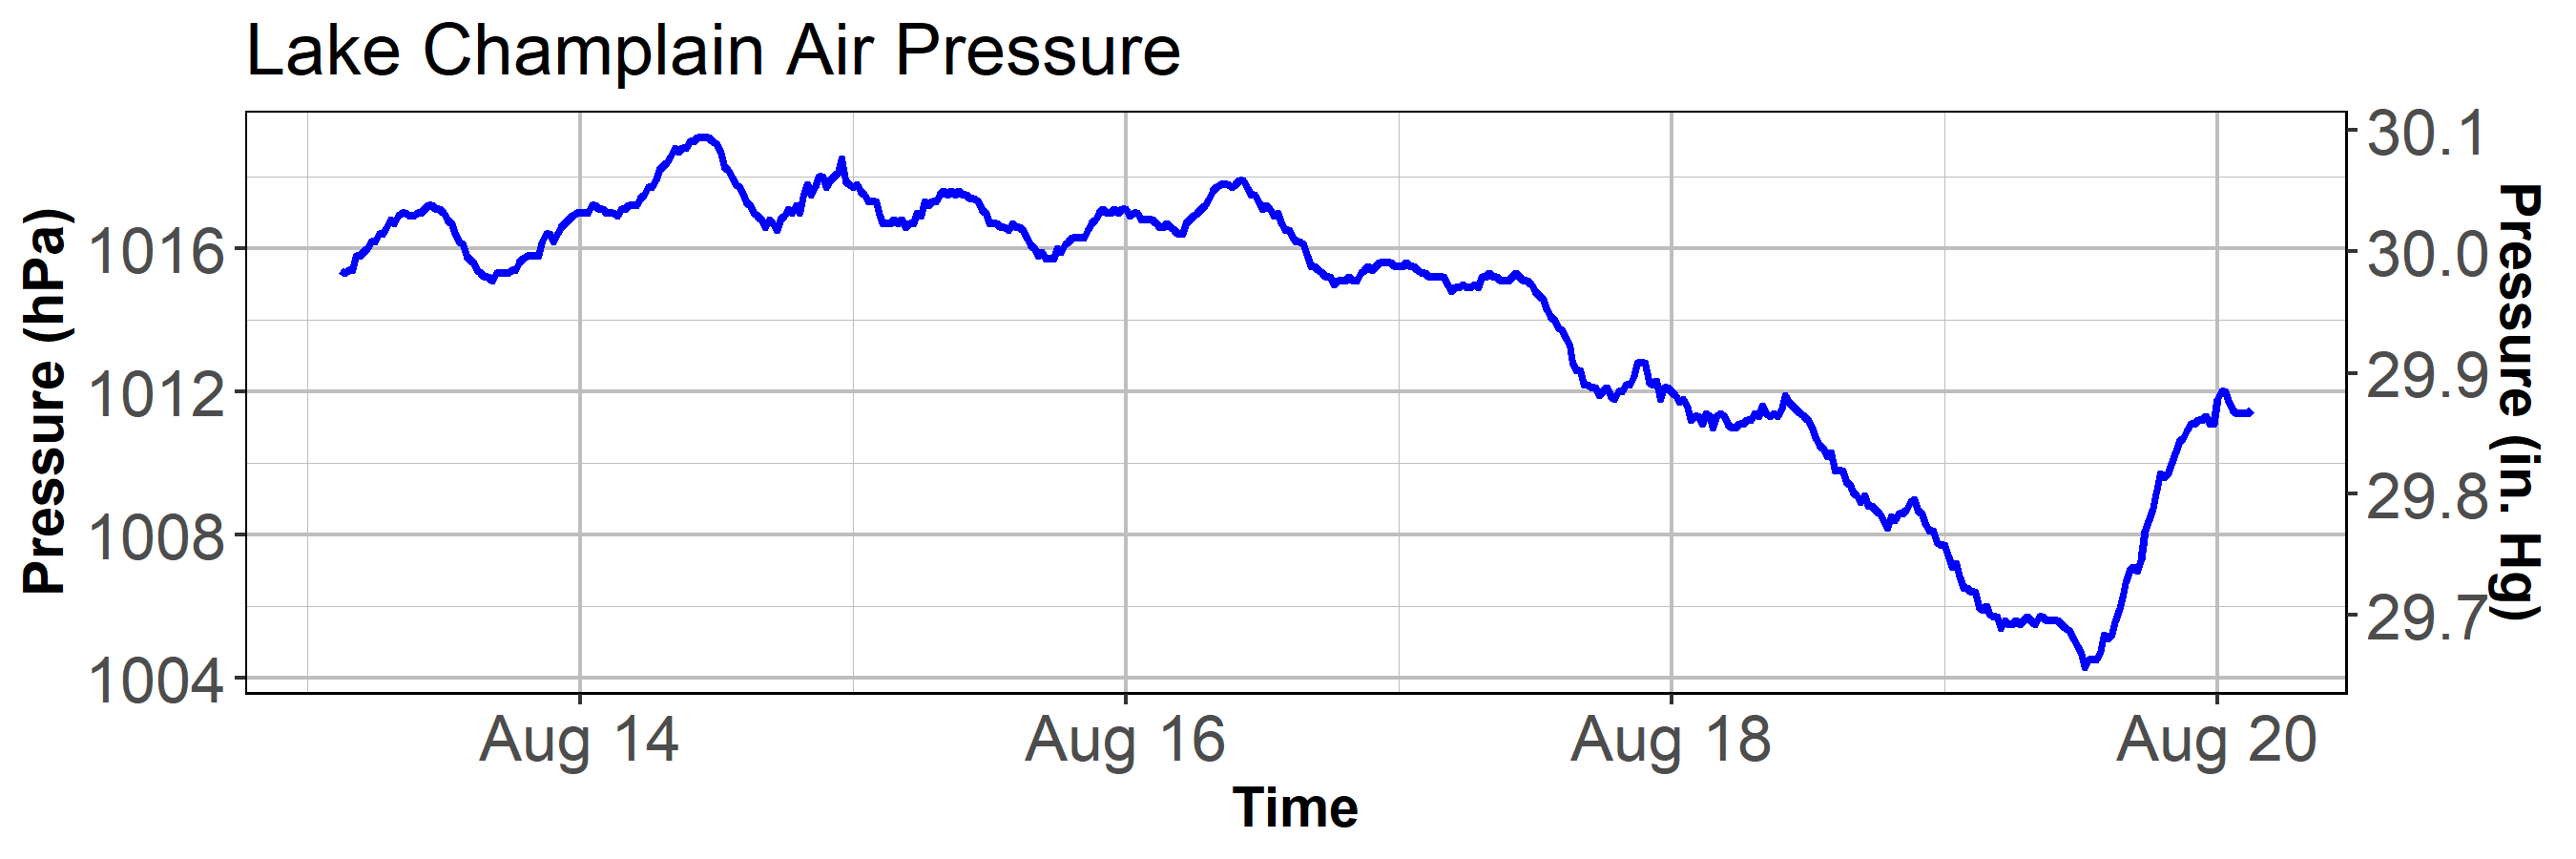 Lake Champlain Air Pressure
Pressure (hPa)
1016
1012
1008
1004
30.1
30.0
29.9
29.8
29.7
Pressure (in. Hg)
Aug 14 Aug 16 Aug 18 Aug 20
Time